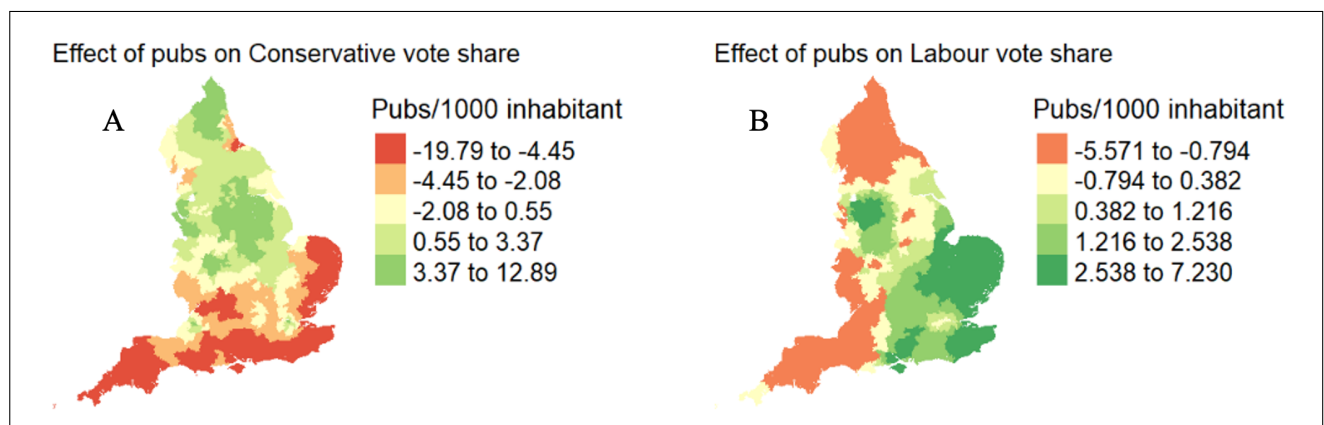 Effect of pubs on Conservative vote share
A
Pubs/1000 inhabitant
-19.79 to -4.45
-4.45 to -2.08
-2.08 to 0.55
0.55 to 3.37
3.37 to 12.89
Effect of pubs on Labour vote share
B
Pubs/1000 inhabitant
-5.571 to -0.794
-0.794 to 0.382
0.382 to 1.216
1.216 to 2.538
2.538 to 7.230